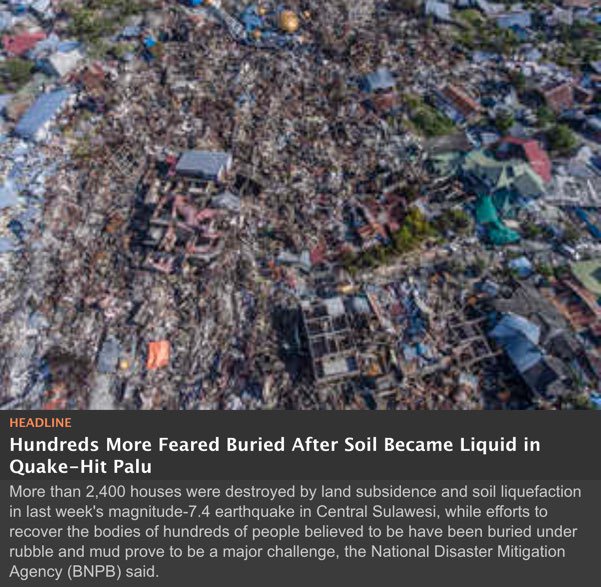 HEADLINE
Hundreds More Feared Buried After Soil Became Liquid in
Quake-Hit Palu
More than 2,400 houses were destroyed by land subsidence and soil liquefaction
in last week's magnitude-7.4 earthquake in Central Sulawesi, while efforts to
recover the bodies of hundreds of people believed to be have been buried under
rubble and mud prove to be a major challenge, the National Disaster Mitigation
Agency (BNPB) said.